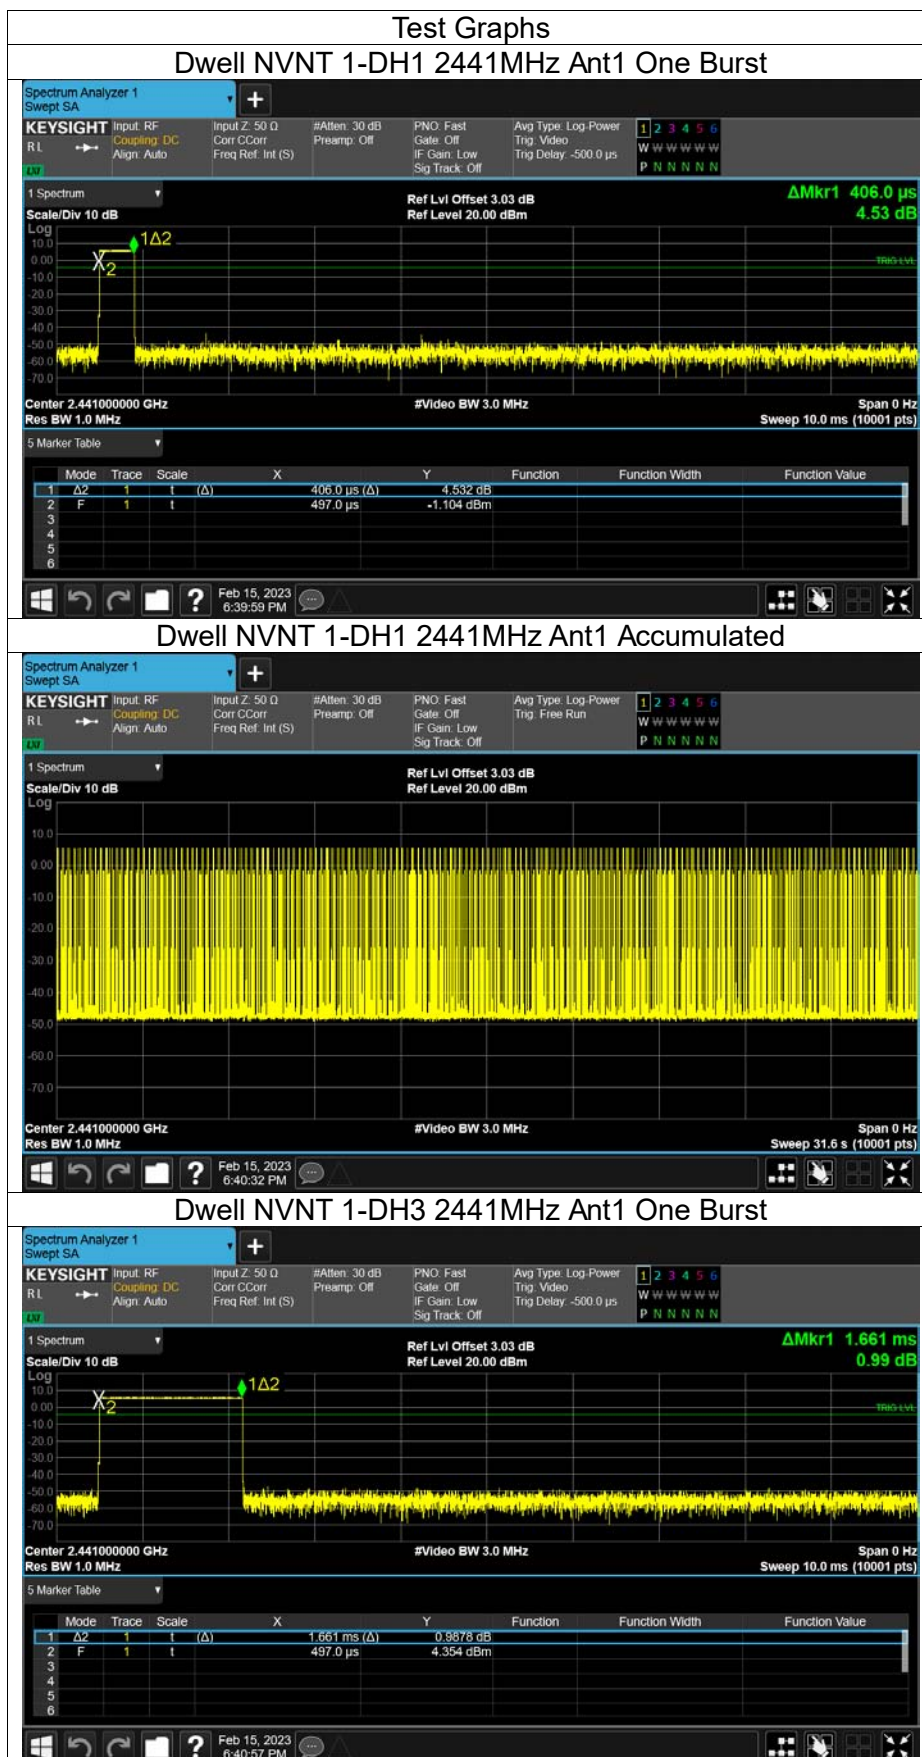 Test Graphs
Dwell NVNT 1-DH1 2441MHz Ant1 One Burst
Spectrum Analyzer 1
Swept SA
+
KEYSIGHT Input: RF Input Z: 50 Ω #Atten: 30 dB PNO: Fast Avg Type: Log-Power 1 2 3 4 5 6
R L Coupling: DC Corr CCorr Preamp: Off Gate: Off Trig: Video W W W W W W
Align: Auto Freq Ref: Int (S) IF Gain: Low Trig Delay: -500.0 µs P N N N N N
LXI Sig Track: Off
1 Spectrum Ref Lvl Offset 3.03 dB ΔMkr1 406.0 µs
Scale/Div 10 dB Ref Level 20.00 dBm 4.53 dB
Log
10.0 1Δ2
0.00 X2 TRIG LVL
-10.0
-20.0
-30.0
-40.0
-50.0
-60.0
-70.0
Center 2.441000000 GHz #Video BW 3.0 MHz Span 0 Hz
Res BW 1.0 MHz Sweep 10.0 ms (10001 pts)
5 Marker Table
Mode Trace Scale X Y Function Function Width Function Value
1 Δ2 1 t (Δ) 406.0 µs (Δ) 4.532 dB
2 F 1 t 497.0 µs -1.104 dBm
3
4
5
6
? Feb 15, 2023
6:39:59 PM
Dwell NVNT 1-DH1 2441MHz Ant1 Accumulated
Spectrum Analyzer 1
Swept SA
+
KEYSIGHT Input: RF Input Z: 50 Ω #Atten: 30 dB PNO: Fast Avg Type: Log-Power 1 2 3 4 5 6
R L Coupling: DC Corr CCorr Preamp: Off Gate: Off Trig: Free Run W W W W W W
Align: Auto Freq Ref: Int (S) IF Gain: Low P N N N N N
LXI Sig Track: Off
1 Spectrum Ref Lvl Offset 3.03 dB
Scale/Div 10 dB Ref Level 20.00 dBm
Log
10.0
0.00
-10.0
-20.0
-30.0
-40.0
-50.0
-60.0
-70.0
Center 2.441000000 GHz #Video BW 3.0 MHz Span 0 Hz
Res BW 1.0 MHz Sweep 31.6 s (10001 pts)
? Feb 15, 2023
6:40:32 PM
Dwell NVNT 1-DH3 2441MHz Ant1 One Burst
Spectrum Analyzer 1
Swept SA
+
KEYSIGHT Input: RF Input Z: 50 Ω #Atten: 30 dB PNO: Fast Avg Type: Log-Power 1 2 3 4 5 6
R L Coupling: DC Corr CCorr Preamp: Off Gate: Off Trig: Video W W W W W W
Align: Auto Freq Ref: Int (S) IF Gain: Low Trig Delay: -500.0 µs P N N N N N
LXI Sig Track: Off
1 Spectrum Ref Lvl Offset 3.03 dB ΔMkr1 1.661 ms
Scale/Div 10 dB Ref Level 20.00 dBm 0.99 dB
Log
10.0 1Δ2
0.00 X2 TRIG LVL
-10.0
-20.0
-30.0
-40.0
-50.0
-60.0
-70.0
Center 2.441000000 GHz #Video BW 3.0 MHz Span 0 Hz
Res BW 1.0 MHz Sweep 10.0 ms (10001 pts)
5 Marker Table
Mode Trace Scale X Y Function Function Width Function Value
1 Δ2 1 t (Δ) 1.661 ms (Δ) 0.9878 dB
2 F 1 t 497.0 µs 4.354 dBm
3
4
5
6
? Feb 15, 2023
6:40:57 PM